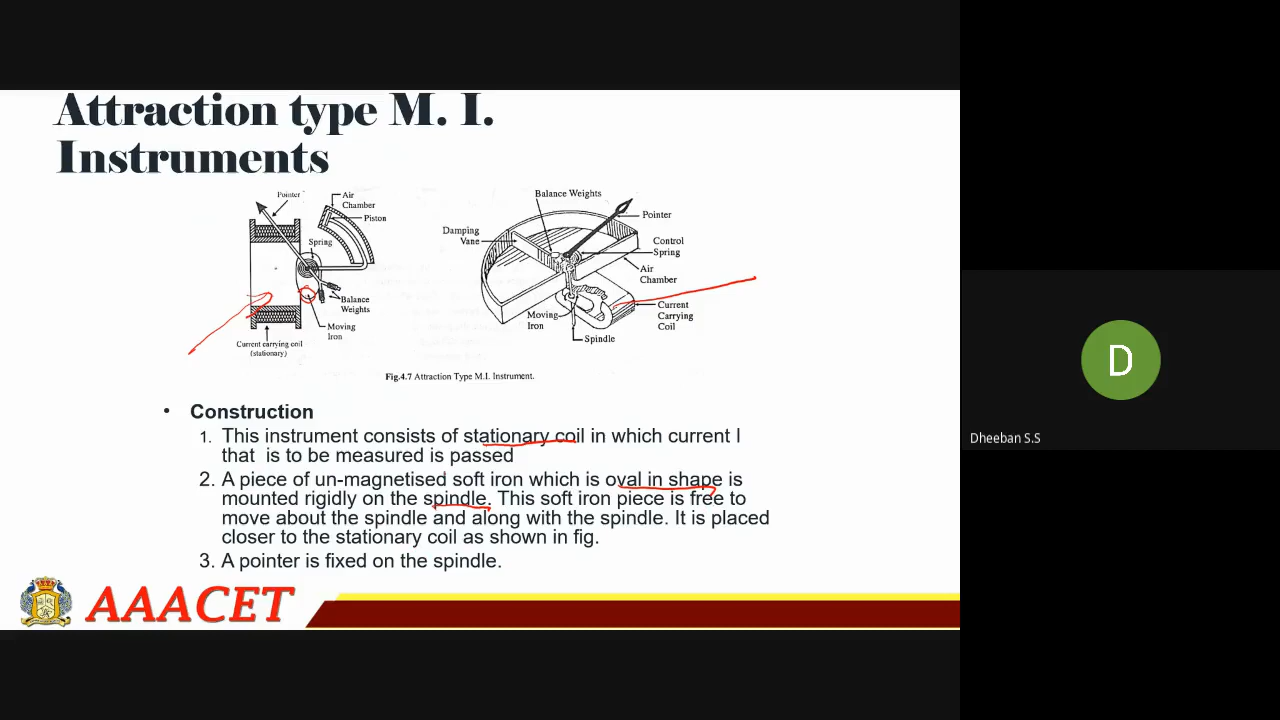 Attraction type M. I.
Instruments
Pointer
Air
Chamber
Piston
Spring
Balance
Weights
Moving
Iron
Current carrying coil
(stationary)
Balance Weights
Pointer
Damping
Vane
Control
Spring
Air
Chamber
Moving
Iron
Current
Carrying
Coil
Spindle
Fig.4.7 Attraction Type M.I. Instrument.
• Construction
1. This instrument consists of stationary coil in which current I
that is to be measured is passed
2. A piece of un-magnetised soft iron which is oval in shape is
mounted rigidly on the spindle. This soft iron piece is free to
move about the spindle and along with the spindle. It is placed
closer to the stationary coil as shown in fig.
3. A pointer is fixed on the spindle.
AAACET
D
Dheeban S.S